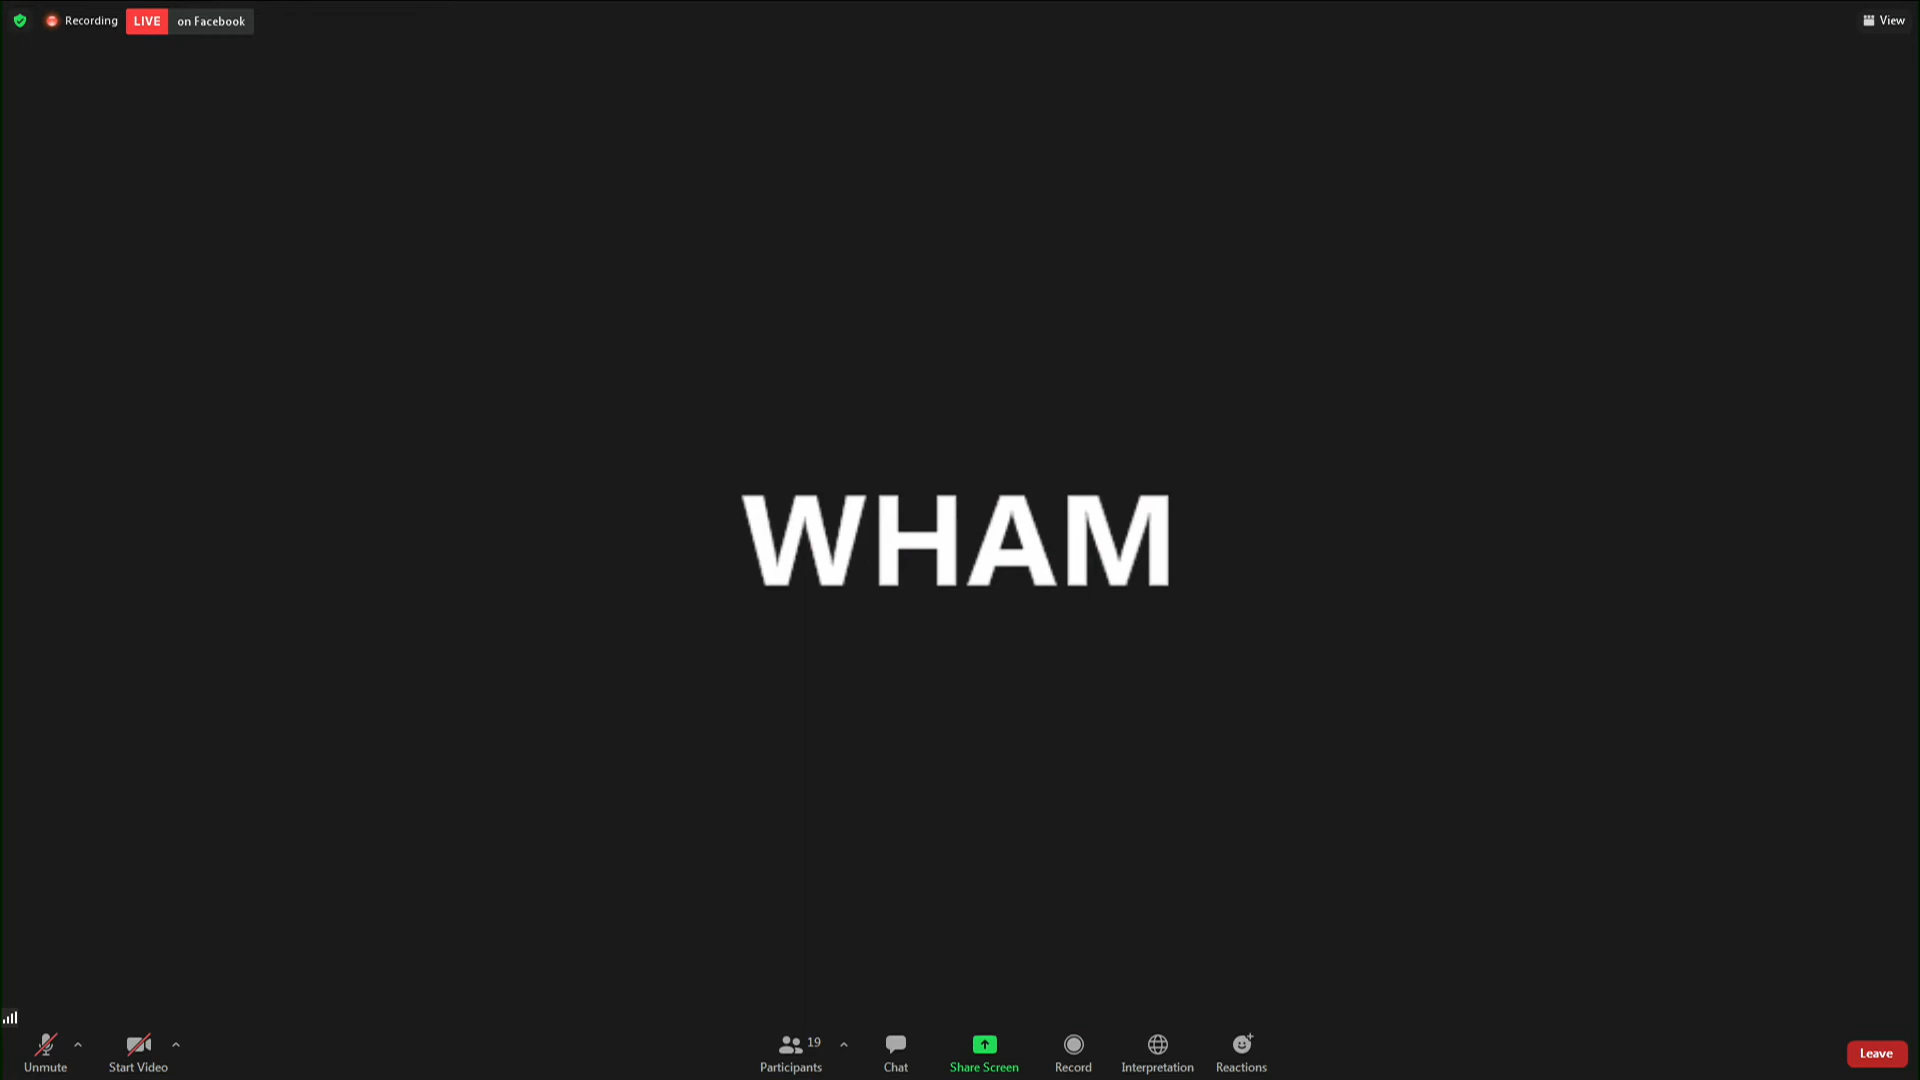 Recording LIVE on Facebook View
WHAM
19
Unmute Start Video Participants Chat Share Screen Record Interpretation Reactions Leave